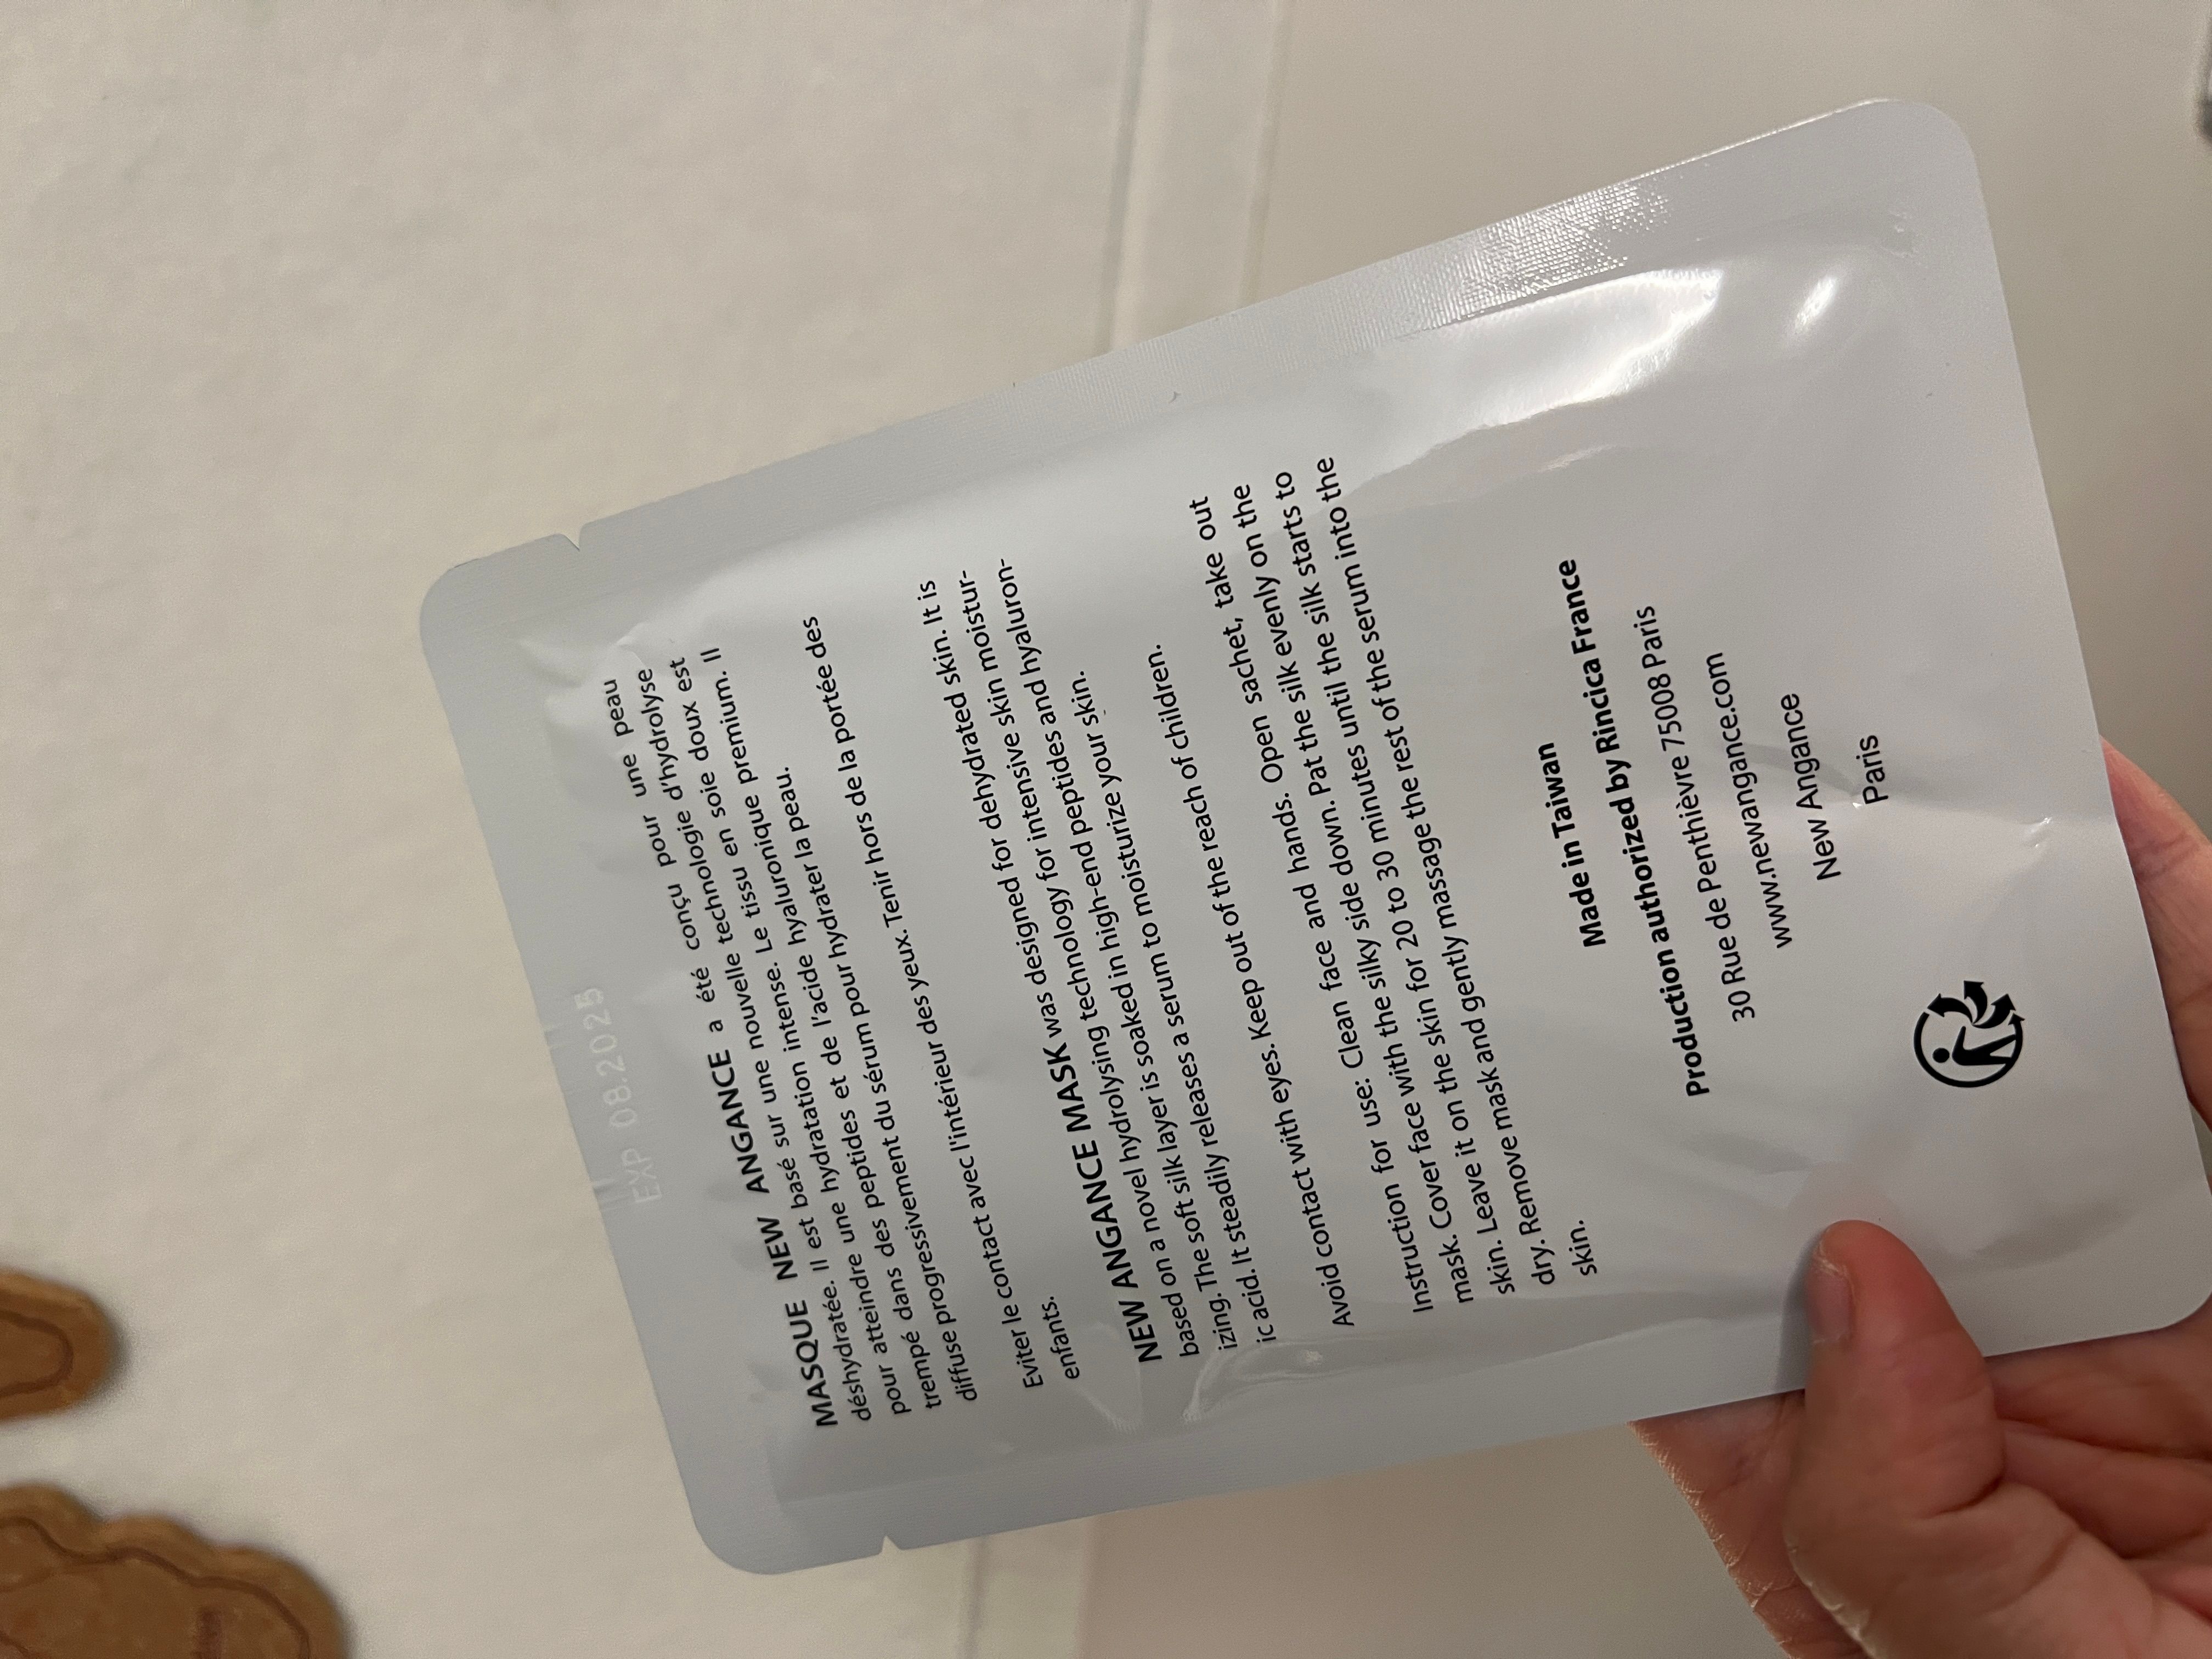 EXP 08.2025
MASQUE NEW ANGANCE a été conçu pour une peau
déshydratée. Il est basé sur une nouvelle technologie d'hydrolyse
pour atteindre une hydratation intense. Le tissu en soie doux est
trempé dans des peptides et de l'acide hyaluronique premium. Il
diffuse progressivement du sérum pour hydrater la peau.
Eviter le contact avec l'intérieur des yeux. Tenir hors de la portée des
enfants.
NEW ANGANCE MASK was designed for dehydrated skin. It is
based on a novel hydrolysing technology for intensive skin moistur-
izing. The soft silk layer is soaked in high-end peptides and hyaluron-
ic acid. It steadily releases a serum to moisturize your skin.
Avoid contact with eyes. Keep out of the reach of children.
Instruction for use: Clean face and hands. Open sachet, take out
mask. Cover face with the silky side down. Pat the silk evenly on the
skin. Leave it on the skin for 20 to 30 minutes until the silk starts to
dry. Remove mask and gently massage the rest of the serum into the
skin.
Made in Taiwan
Production authorized by Rincica France
30 Rue de Penthièvre 75008 Paris
www.newangance.com
New Angance
Paris